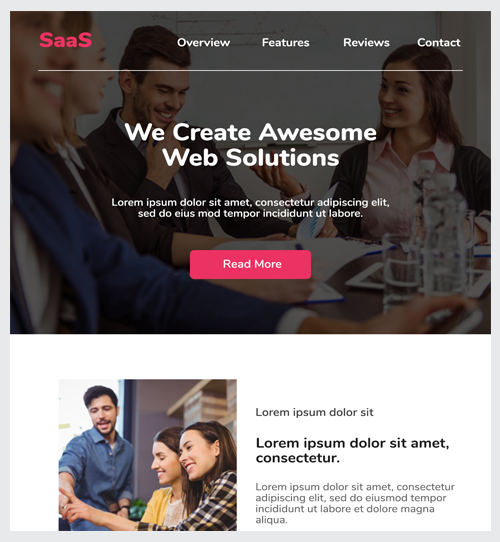 SaaS
Overview Features Reviews Contact
We Create Awesome
Web Solutions
Lorem ipsum dolor sit amet, consectetur adipiscing elit,
sed do eius mod tempor incididunt ut labore.
Read More
Lorem ipsum dolor sit
Lorem ipsum dolor sit amet,
consectetur.
Lorem ipsum dolor sit amet, consectetur
adipiscing elit, sed do eiusmod tempor
incididunt ut labore et dolore magna
aliqua.